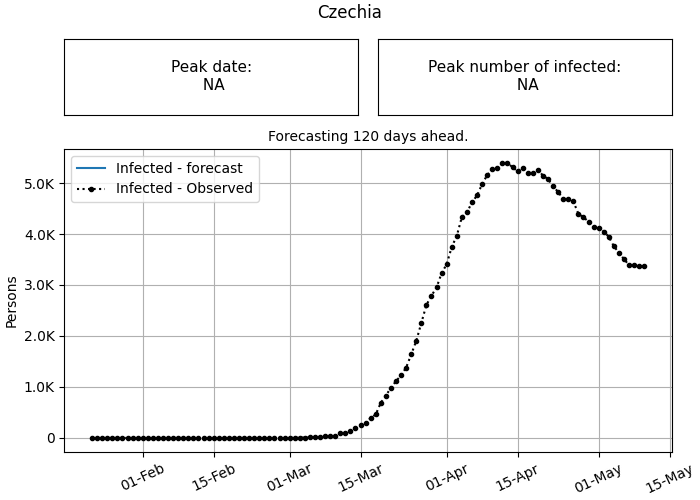 Czechia
Peak date:
NA
Peak number of infected:
NA
Forecasting 120 days ahead.
Infected - forecast
Infected - Observed
Persons
5.0K
4.0K
3.0K
2.0K
1.0K
0
01-Feb
15-Feb
01-Mar
15-Mar
01-Apr
15-Apr
01-May
15-May